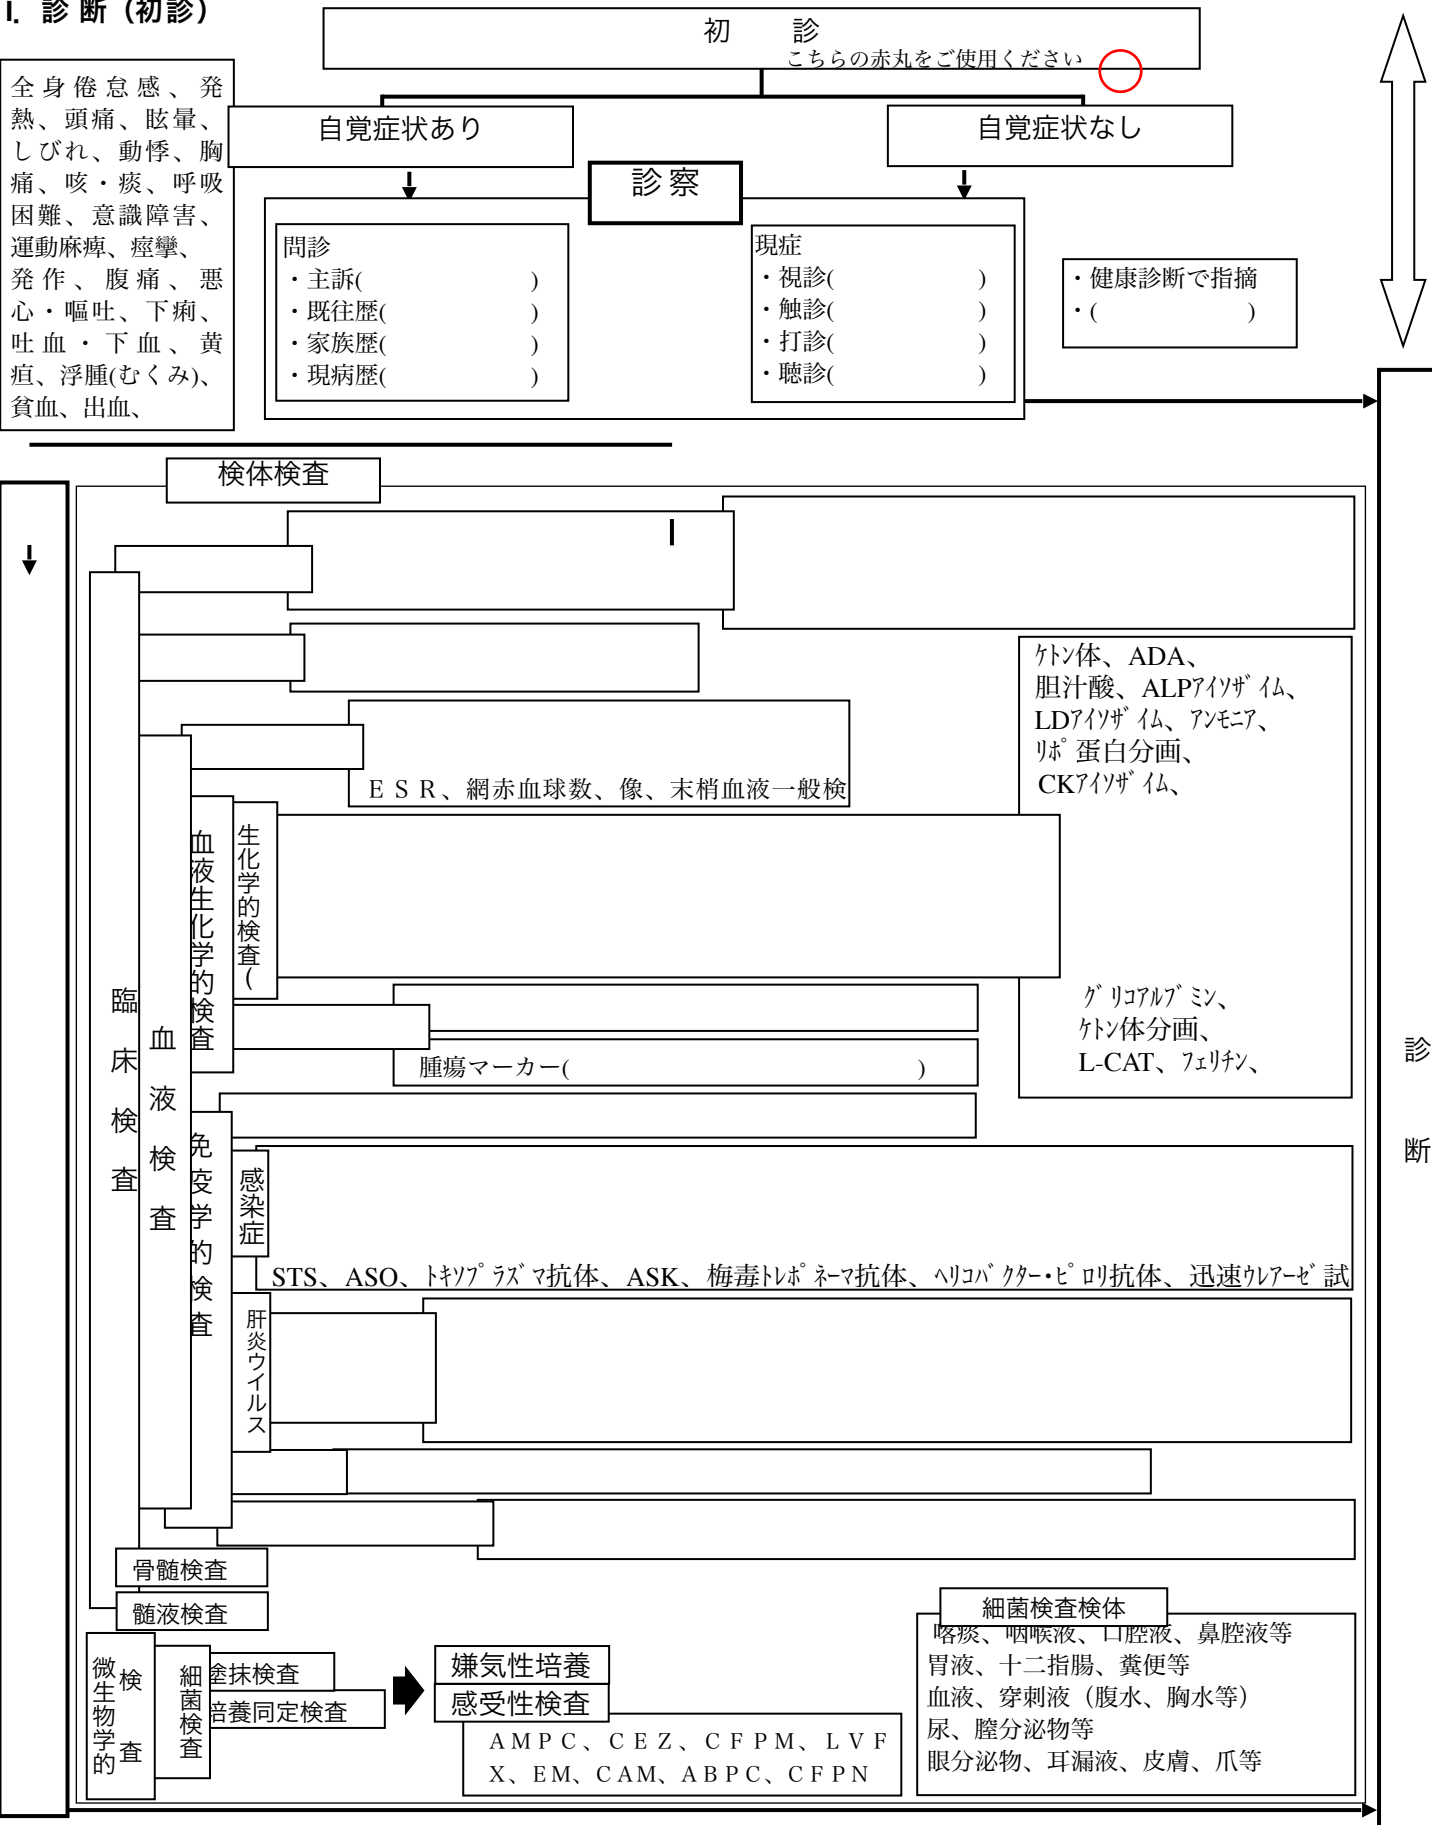 i. 診 断（初診）
初　　診
こちらの赤丸をご使用ください
全身倦怠感、発
熱、頭痛、眩暈、
しびれ、動悸、胸
痛、咳・痰、呼吸
困難、意識障害、
運動麻痺、痙攣、
発作、腹痛、悪
心・嘔吐、下痢、
吐血・下血、黄
疸、浮腫(むくみ)、
貧血、出血、
自覚症状あり
自覚症状なし
診察
問診
・主訴(　　　　　　　)
・既往歴(　　　　　　)
・家族歴(　　　　　　)
・現病歴(　　　　　　)
現症
・視診(　　　　　　)
・触診(　　　　　　)
・打診(　　　　　　)
・聴診(　　　　　　)
・健康診断で指摘
・(　　　　　　)
検体検査
ｹﾄﾝ体、ADA、
胆汁酸、ALPｱｲｿｻﾞｲﾑ、
LDｱｲｿｻﾞｲﾑ、ｱﾝﾓﾆｱ、
ﾘﾎﾟ蛋白分画、
CKｱｲｿｻﾞｲﾑ、
ＥＳＲ、網赤血球数、像、末梢血液一般検
生化学的検査(
血液生化学的検査
ｸﾞﾘｺｱﾙﾌﾞﾐﾝ、
ｹﾄﾝ体分画、
L-CAT、ﾌｪﾘﾁﾝ、
臨床検査
血液検査
腫瘍マーカー(　　　　　　　　　　　　　　)
診断
免疫学的検査
感染症
STS、ASO、ﾄｷｿﾌﾟﾗｽﾞﾏ抗体、ASK、梅毒ﾄﾚﾎﾟﾈｰﾏ抗体、ﾍﾘｺﾊﾞｸﾀｰ・ﾋﾟﾛﾘ抗体、迅速ｳﾚｱｰｾﾞ試
肝炎ウイルス
骨髄検査
髄液検査
微生物学的
検査
細菌検査
塗抹検査
培養同定検査
嫌気性培養
感受性検査
ＡＭＰＣ、ＣＥＺ、ＣＦＰＭ、ＬＶＦ
Ｘ、ＥＭ、ＣＡＭ、ＡＢＰＣ、ＣＦＰＮ
細菌検査検体
喀痰、咽喉液、口腔液、鼻腔液等
胃液、十二指腸、糞便等
血液、穿刺液（腹水、胸水等）
尿、膣分泌物等
眼分泌物、耳漏液、皮膚、爪等